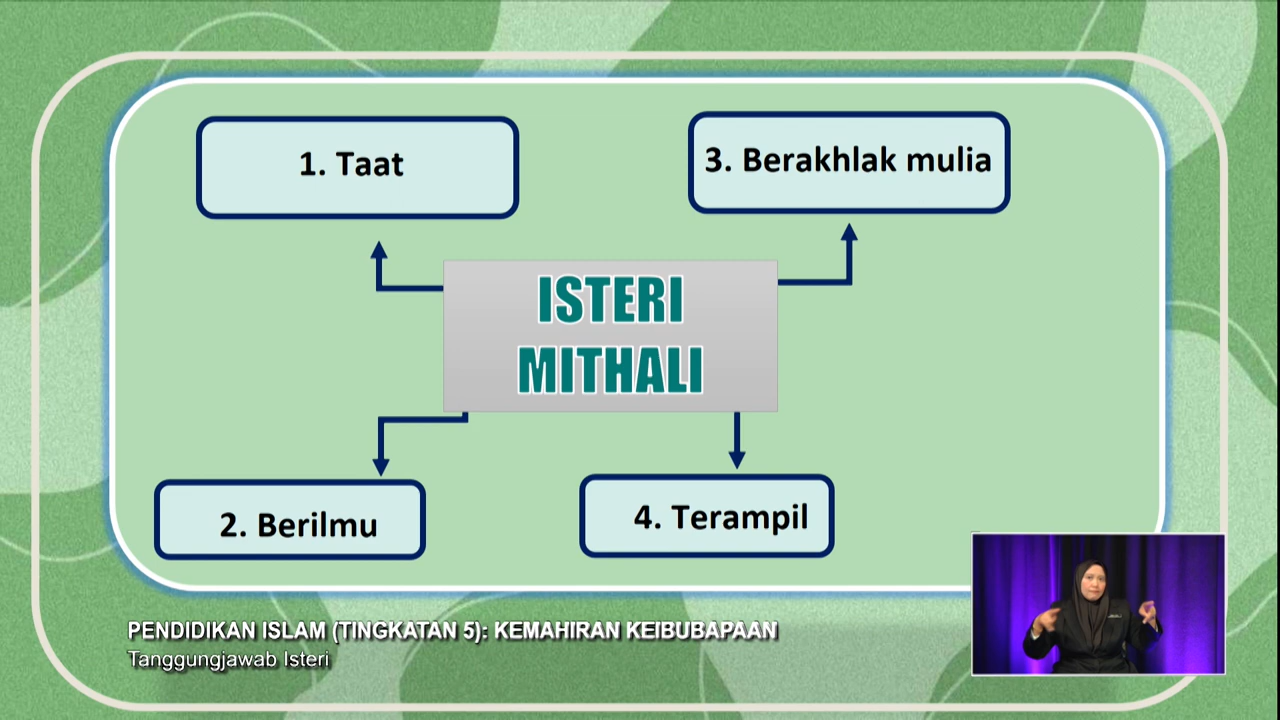 1. Taat
3. Berakhlak mulia
ISTERI
MITHALI
2. Berilmu
4. Terampil
PENDIDIKAN ISLAM (TINGKATAN 5): KEMAHIRAN KEIBUBAPAAN
Tanggungjawab Isteri